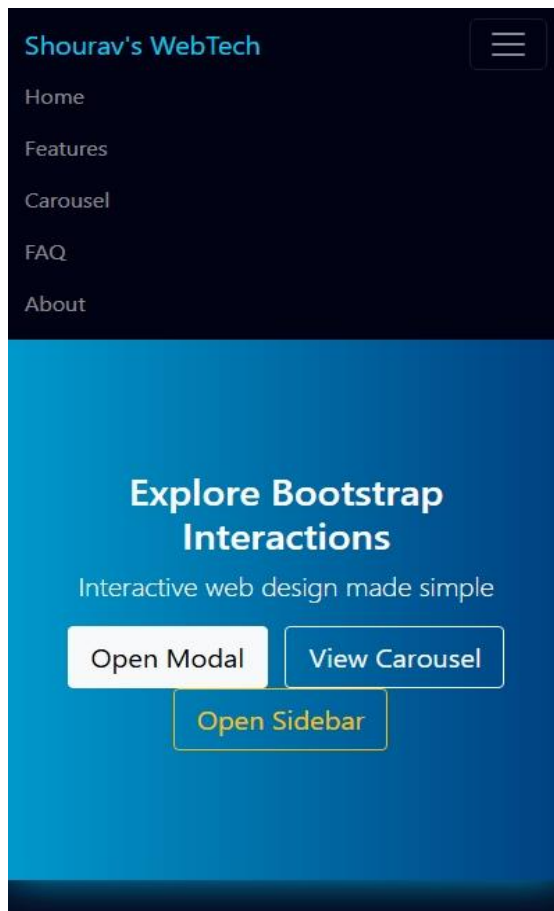 Shourav's WebTech
Home
Features
Carousel
FAQ
About
Explore Bootstrap
Interactions
Interactive web design made simple
Open Modal View Carousel
Open Sidebar